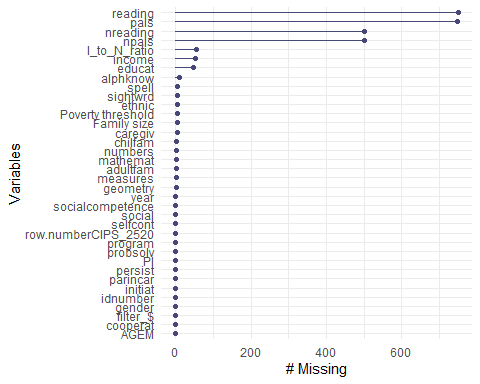 reading
pals
nreading
npals
I_to_N_ratio
income
educat
alphknow
spell
sightwrd
ethnic
Poverty threshold
Family size
caregiv
chilfam
numbers
mathemat
adultfam
measures
geometry
year
socialcompetence
social
selfcont
row.numberCIPS_2520
program
probsolv
PI
persist
parincar
initiat
idnumber
gender
filter_$
cooperat
AGEM
Variables
0 200 400 600
# Missing